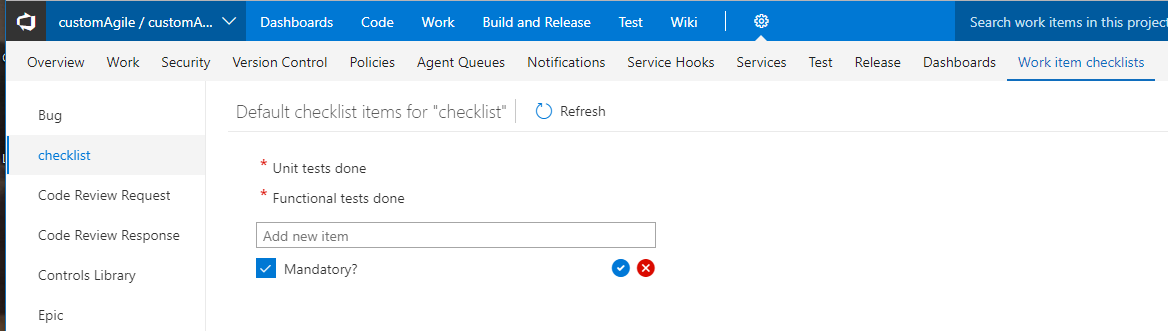 customAgile / customA... Dashboards Code Work Build and Release Test Wiki Search work items in this project
Overview Work Security Version Control Policies Agent Queues Notifications Service Hooks Services Test Release Dashboards Work item checklists
Bug
checklist
Code Review Request
Code Review Response
Controls Library
Epic
Default checklist items for "checklist" Refresh
* Unit tests done
* Functional tests done
Add new item
Mandatory?